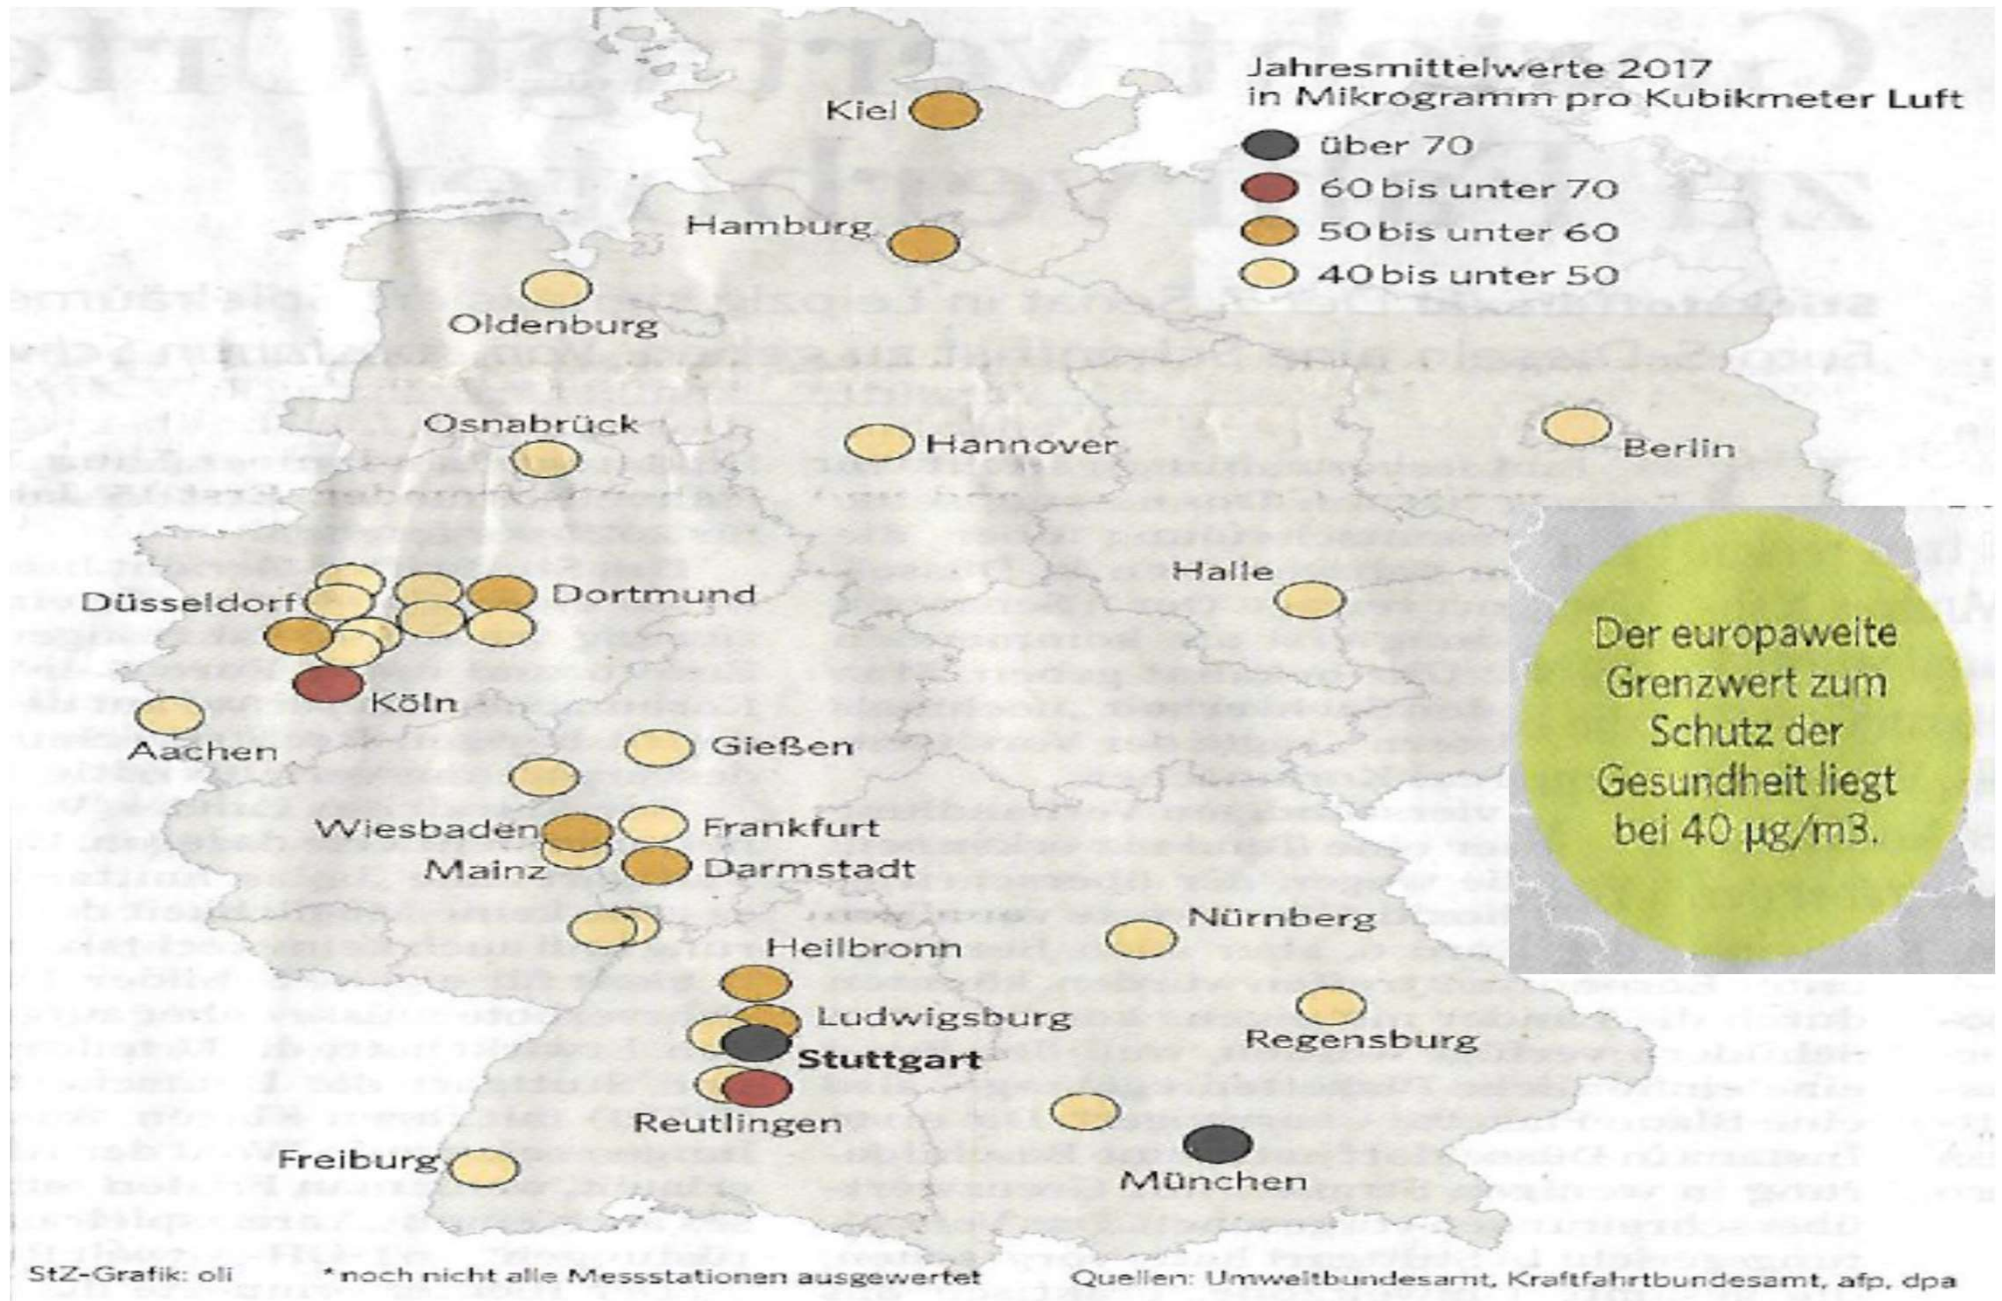 Jahresmittelwerte 2017
in Mikrogramm pro Kubikmeter Luft
über 70
60 bis unter 70
50 bis unter 60
40 bis unter 50
Kiel
Hamburg
Oldenburg
Osnabrück
Hannover
Berlin
Halle
Düsseldorf
Dortmund
Köln
Aachen
Gießen
Wiesbaden
Frankfurt
Mainz
Darmstadt
Nürnberg
Heilbronn
Ludwigsburg
Regensburg
Stuttgart
Reutlingen
Freiburg
München
Der europaweite
Grenzwert zum
Schutz der
Gesundheit liegt
bei 40 µg/m3.
StZ-Grafik: oli
*noch nicht alle Messstationen ausgewertet
Quellen: Umweltbundesamt, Kraftfahrtbundesamt, afp, dpa